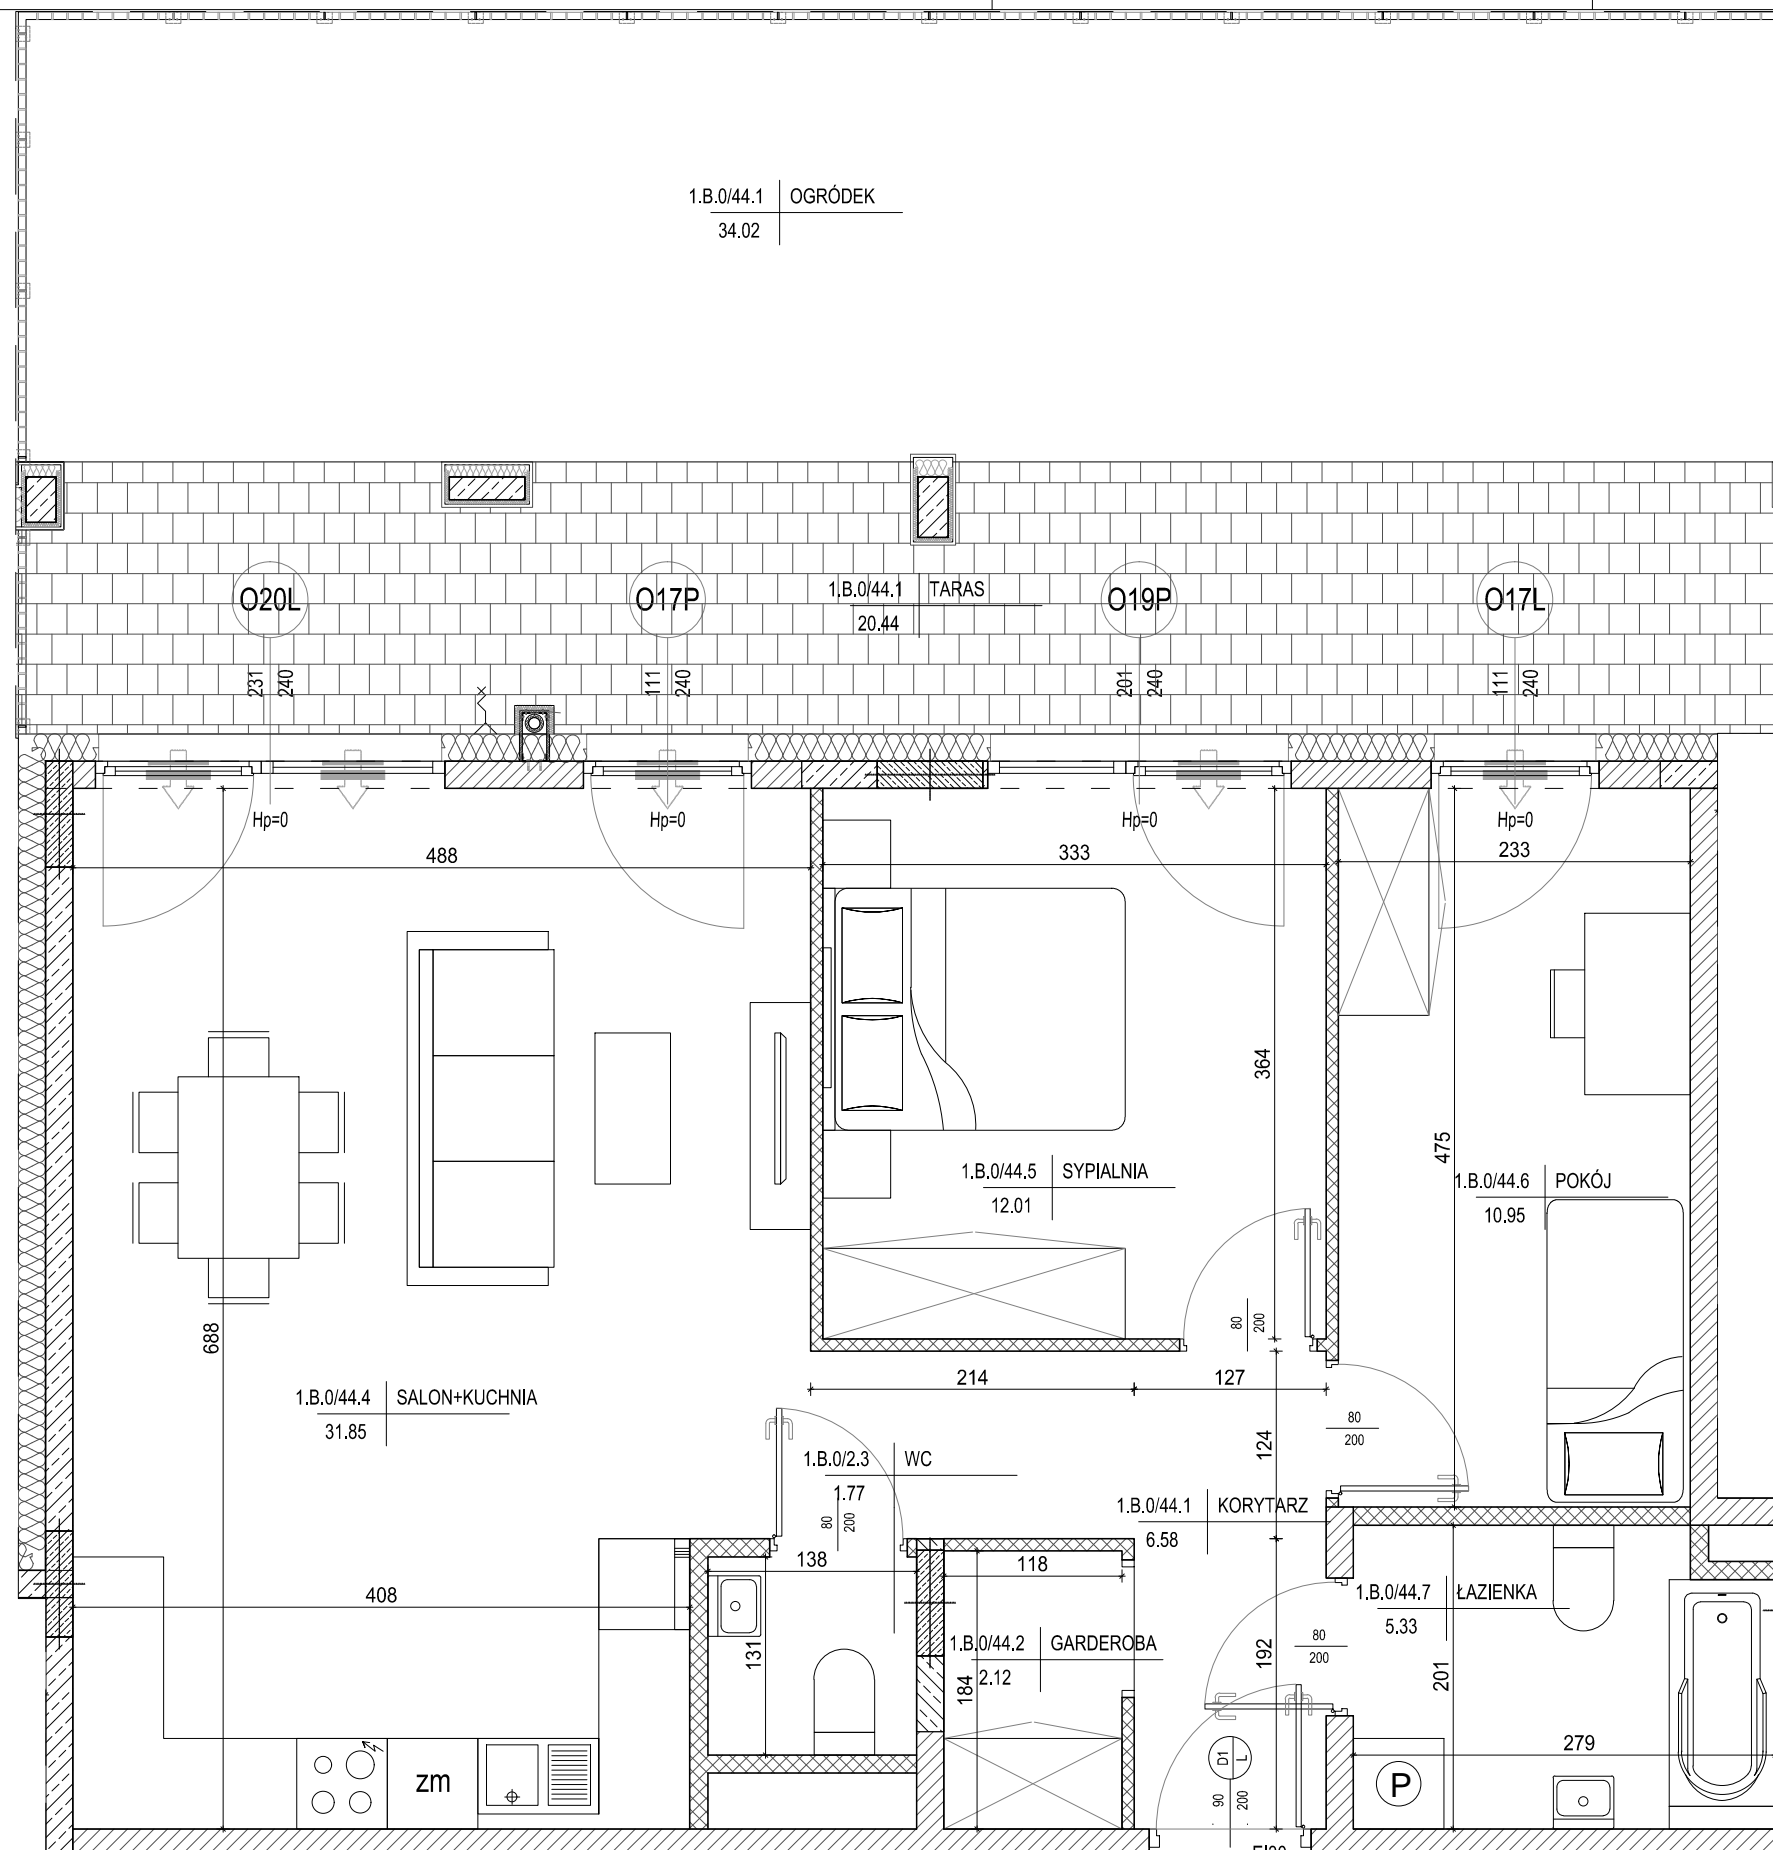 1.B.0/44.1 OGRÓDEK
34.02
O20L
O17P
1.B.0/44.1 TARAS
20.44
O19P
O17L
231
240
111
240
201
240
111
240
Hp=0
Hp=0
Hp=0
Hp=0
488
333
233
364
475
1.B.0/44.5 SYPIALNIA
12.01
1.B.0/44.6 POKÓJ
10.95
688
80
200
214
127
1.B.0/44.4 SALON+KUCHNIA
31.85
80
200
124
1.B.0/2.3 WC
1.77
80
200
1.B.0/44.1 KORYTARZ
6.58
138
118
408
1.B.0/44.7 ŁAZIENKA
5.33
131
1.B.0/44.2 GARDEROBA
2.12
184
192
80
200
201
279
D1
L
90
200
zm
P